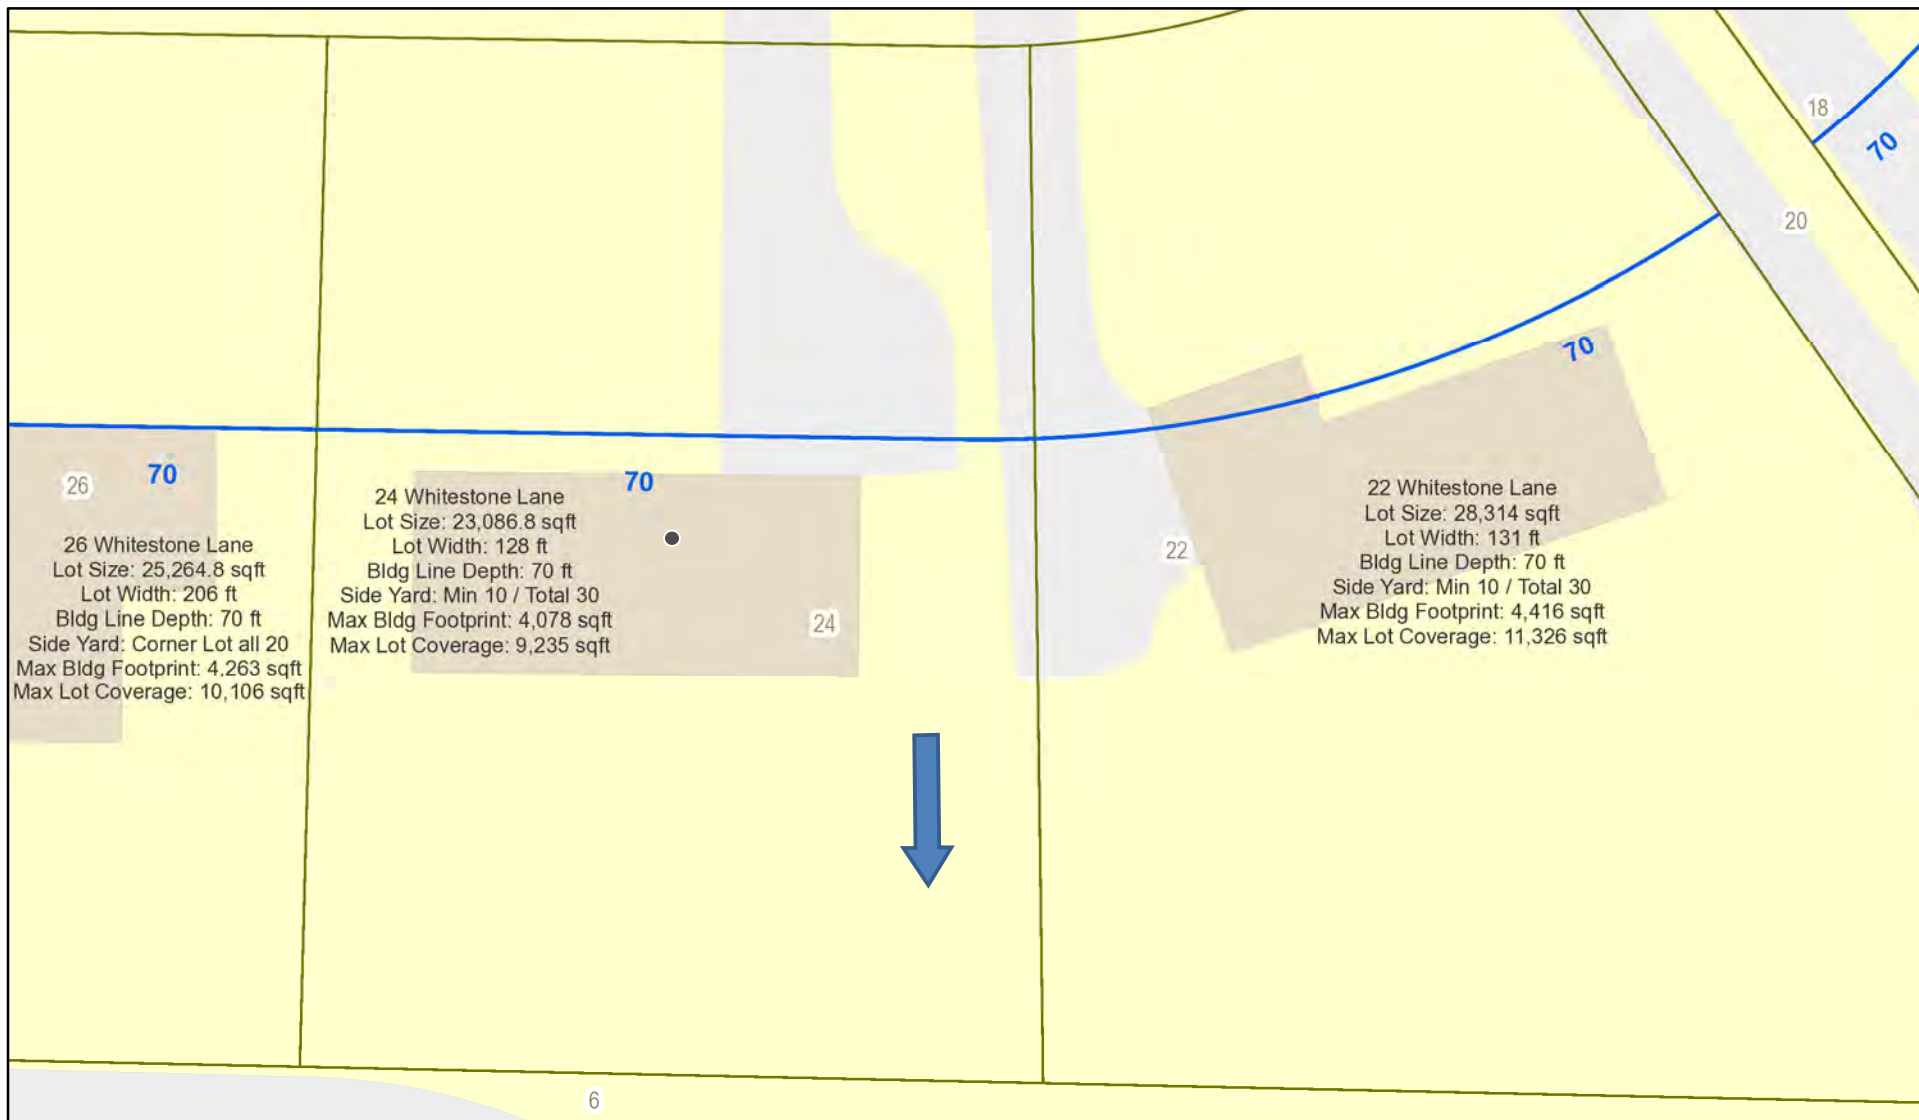 18
70
20
70
26
70
26 Whitestone Lane
Lot Size: 25,264.8 sqft
Lot Width: 206 ft
Bldg Line Depth: 70 ft
Side Yard: Corner Lot all 20
Max Bldg Footprint: 4,263 sqft
Max Lot Coverage: 10,106 sqft
70
24 Whitestone Lane
Lot Size: 23,086.8 sqft
Lot Width: 128 ft
Bldg Line Depth: 70 ft
Side Yard: Min 10 / Total 30
Max Bldg Footprint: 4,078 sqft
Max Lot Coverage: 9,235 sqft
24
22
22 Whitestone Lane
Lot Size: 28,314 sqft
Lot Width: 131 ft
Bldg Line Depth: 70 ft
Side Yard: Min 10 / Total 30
Max Bldg Footprint: 4,416 sqft
Max Lot Coverage: 11,326 sqft
6